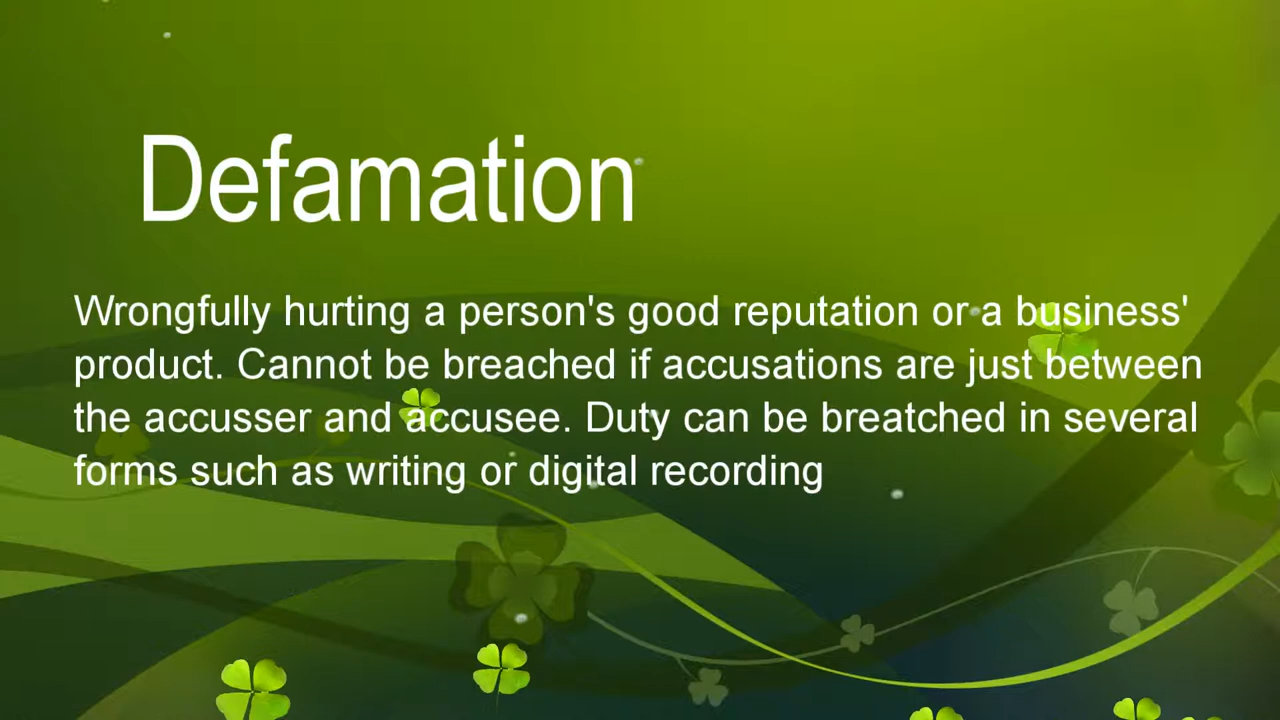 Defamation
Wrongfully hurting a person's good reputation or a business'
product. Cannot be breached if accusations are just between
the accusser and accusee. Duty can be breatched in several
forms such as writing or digital recording